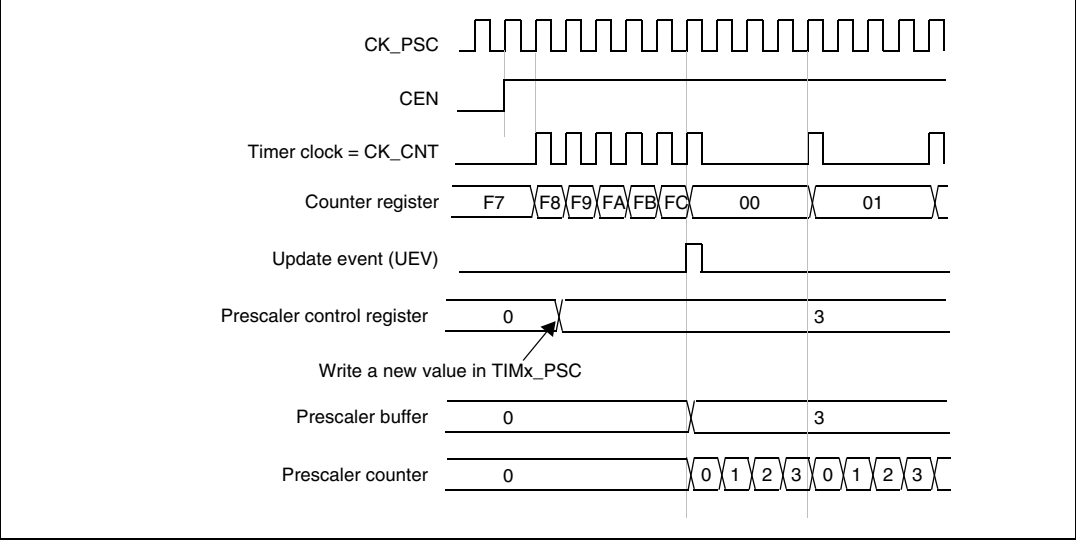 CK_PSC
CEN
Timer clock = CK_CNT
Counter register F7 F8 F9 FA FB FC 00 01
Update event (UEV)
Prescaler control register 0 3
Write a new value in TIMx_PSC
Prescaler buffer 0 3
Prescaler counter 0 0 1 2 3 0 1 2 3